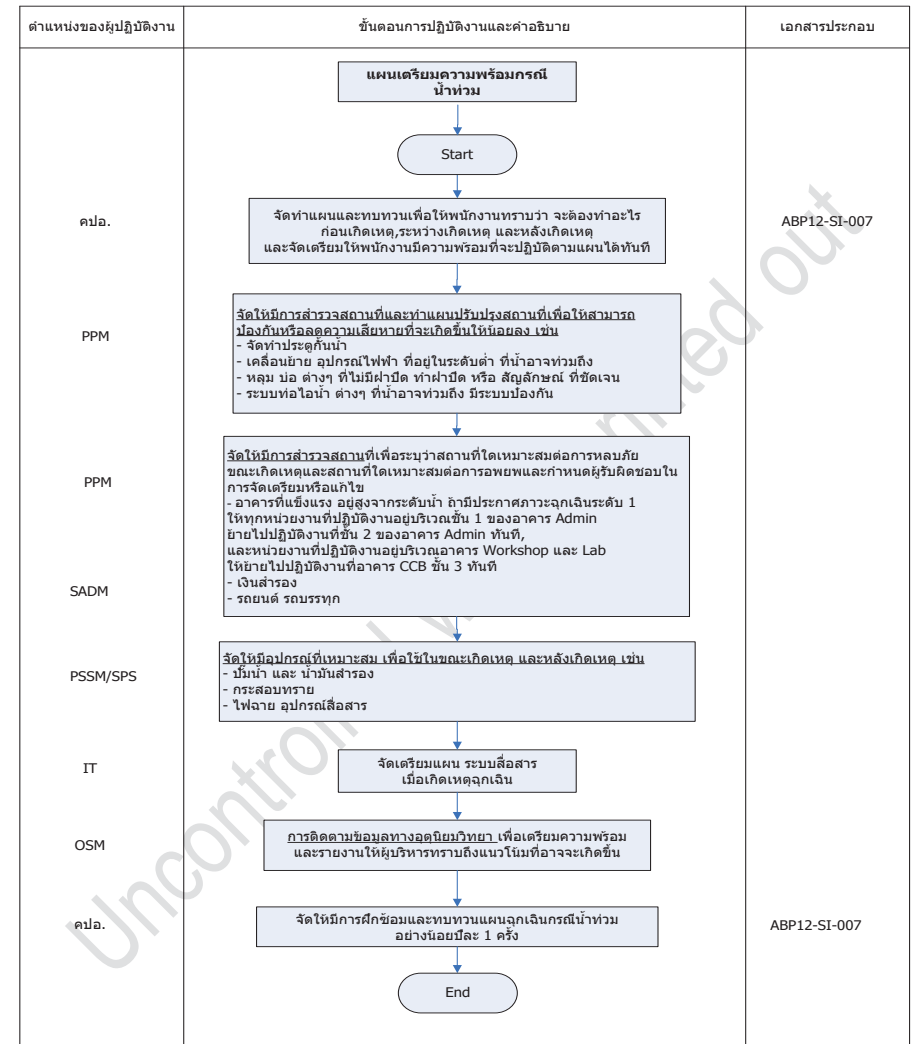 ตำแหน่งของผู้ปฏิบัติงาน
ขั้นตอนการปฏิบัติงานและคำอธิบาย
เอกสารประกอบ
แผนเตรียมความพร้อมกรณี
น้ำท่วม
Start
คปอ.
จัดทำแผนและทบทวนเพื่อให้พนักงานทราบว่า จะต้องทำอะไร
ก่อนเกิดเหตุ,ระหว่างเกิดเหตุ และหลังเกิดเหตุ
และจัดเตรียมให้พนักงานมีความพร้อมที่จะปฏิบัติตามแผนได้ทันที
ABP12-SI-007
PPM
จัดให้มีการสำรวจสถานที่และทำแผนปรับปรุงสถานที่เพื่อให้สามารถ
ป้องกันหรือลดความเสียหายที่จะเกิดขึ้นให้น้อยลง เช่น
- จัดทำประตูกั้นน้ำ
- เคลื่อนย้าย อุปกรณ์ไฟฟ้า ที่อยู่ในระดับต่ำ ที่น้ำอาจท่วมถึง
- หลุม บ่อ ต่างๆ ที่ไม่มีฝาปิด ทำฝาปิด หรือ สัญลักษณ์ ที่ชัดเจน
- ระบบท่อไอน้ำ ต่างๆ ที่น้ำอาจท่วมถึง มีระบบป้องกัน
PPM
จัดให้มีการสำรวจสถานที่เพื่อระบุว่าสถานที่ใดเหมาะสมต่อการหลบภัย
ขณะเกิดเหตุและสถานที่ใดเหมาะสมต่อการอพยพและกำหนดผู้รับผิดชอบใน
การจัดเตรียมหรือแก้ไข
- อาคารที่แข็งแรง อยู่สูงจากระดับน้ำ ถ้ามีประกาศภาวะฉุกเฉินระดับ 1
ให้ทุกหน่วยงานที่ปฏิบัติงานอยู่บริเวณชั้น 1 ของอาคาร Admin
ย้ายไปปฏิบัติงานที่ชั้น 2 ของอาคาร Admin ทันที,
และหน่วยงานที่ปฏิบัติงานอยู่บริเวณอาคาร Workshop และ Lab
ให้ย้ายไปปฏิบัติงานที่อาคาร CCB ชั้น 3 ทันที
- เงินสำรอง
- รถยนต์ รถบรรทุก
SADM
PSSM/SPS
จัดให้มีอุปกรณ์ที่เหมาะสม เพื่อใช้ในขณะเกิดเหตุ และหลังเกิดเหตุ เช่น
- ปั๊มน้ำ และ น้ำมันสำรอง
- กระสอบทราย
- ไฟฉาย อุปกรณ์สื่อสาร
IT
จัดเตรียมแผน ระบบสื่อสาร
เมื่อเกิดเหตุฉุกเฉิน
OSM
การติดตามข้อมูลทางอุตุนิยมวิทยา เพื่อเตรียมความพร้อม
และรายงานให้ผู้บริหารทราบถึงแนวโน้มที่อาจจะเกิดขึ้น
คปอ.
จัดให้มีการฝึกซ้อมและทบทวนแผนฉุกเฉินกรณีน้ำท่วม
อย่างน้อยปีละ 1 ครั้ง
ABP12-SI-007
End